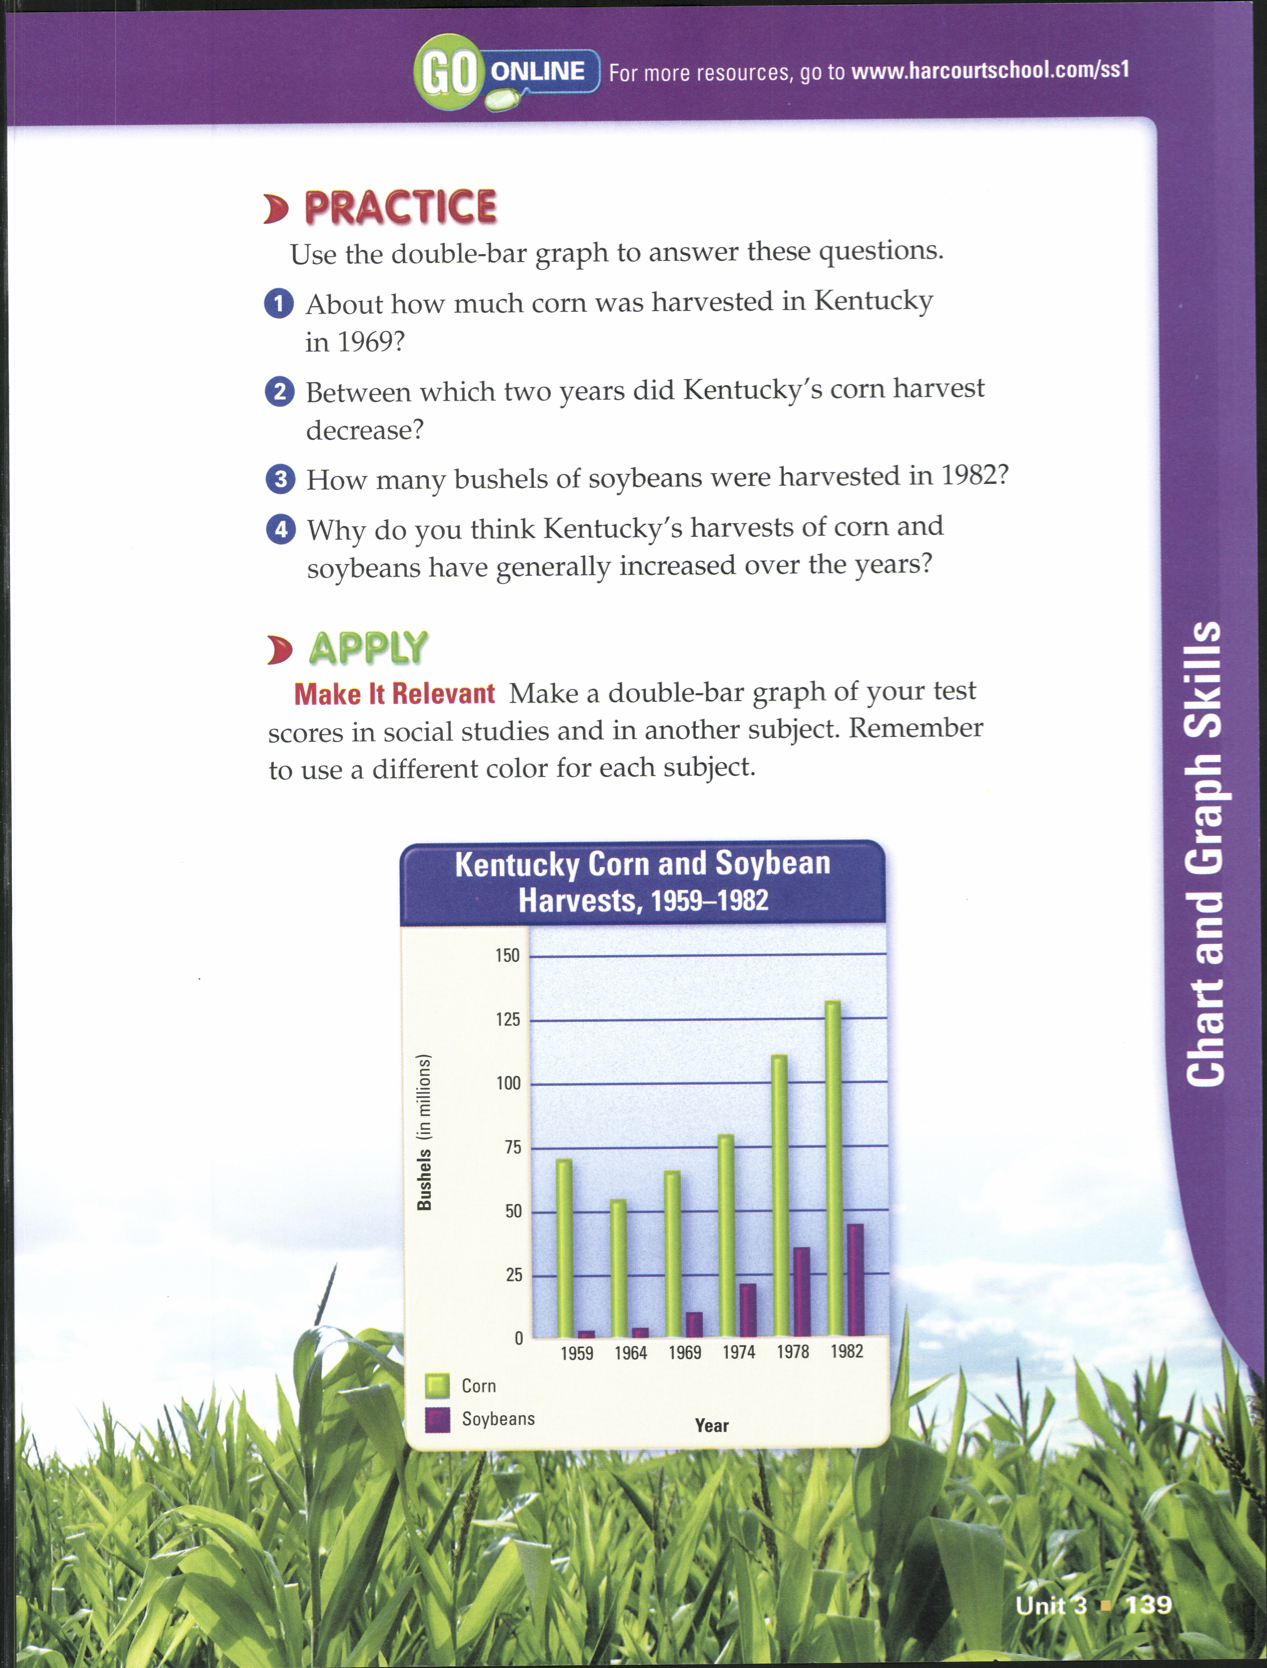 GO ONLINE For more resources, go to www.harcourtschool.com/ss1
PRACTICE
Use the double-bar graph to answer these questions.
1 About how much corn was harvested in Kentucky
in 1969?
2 Between which two years did Kentucky's corn harvest
decrease?
3 How many bushels of soybeans were harvested in 1982?
4 Why do you think Kentucky's harvests of corn and
soybeans have generally increased over the years?
APPLY
Make It Relevant Make a double-bar graph of your test
scores in social studies and in another subject. Remember
to use a different color for each subject.
Chart and Graph Skills
Kentucky Corn and Soybean
Harvests, 1959–1982
Bushels (in millions)
150
125
100
75
50
25
0
1959 1964 1969 1974 1978 1982
Corn
Soybeans
Year
Unit 3 139